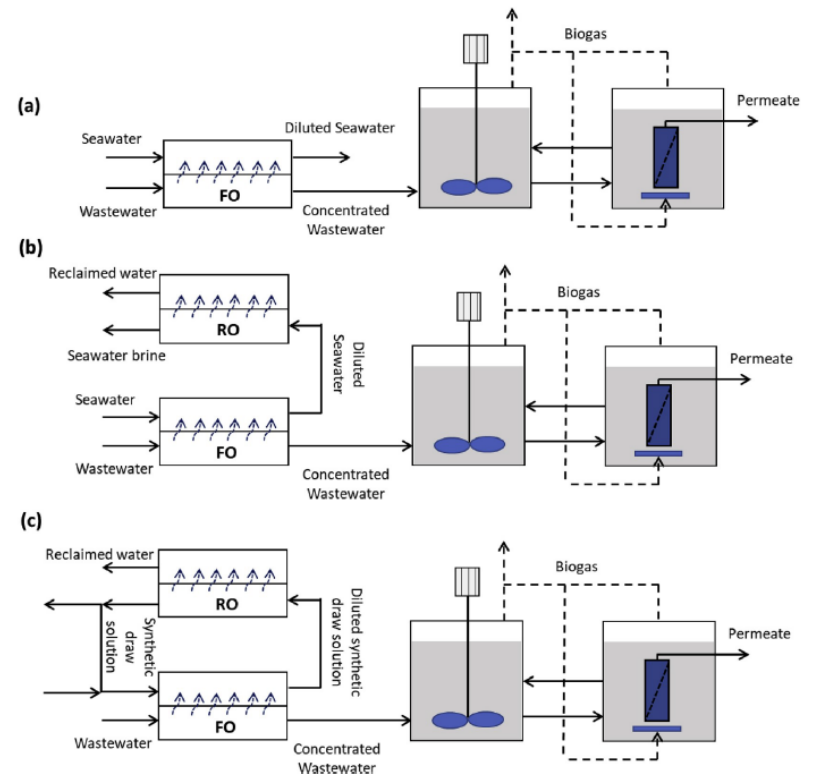 (a)
Biogas
Permeate
Seawater
Diluted Seawater
FO
Wastewater
Concentrated
Wastewater
(b)
Reclaimed water
Biogas
RO
Seawater brine
Diluted
Seawater
Permeate
Seawater
FO
Wastewater
Concentrated
Wastewater
(c)
Reclaimed water
Biogas
RO
Synthetic
draw
solution
Diluted synthetic
draw solution
Permeate
FO
Wastewater
Concentrated
Wastewater